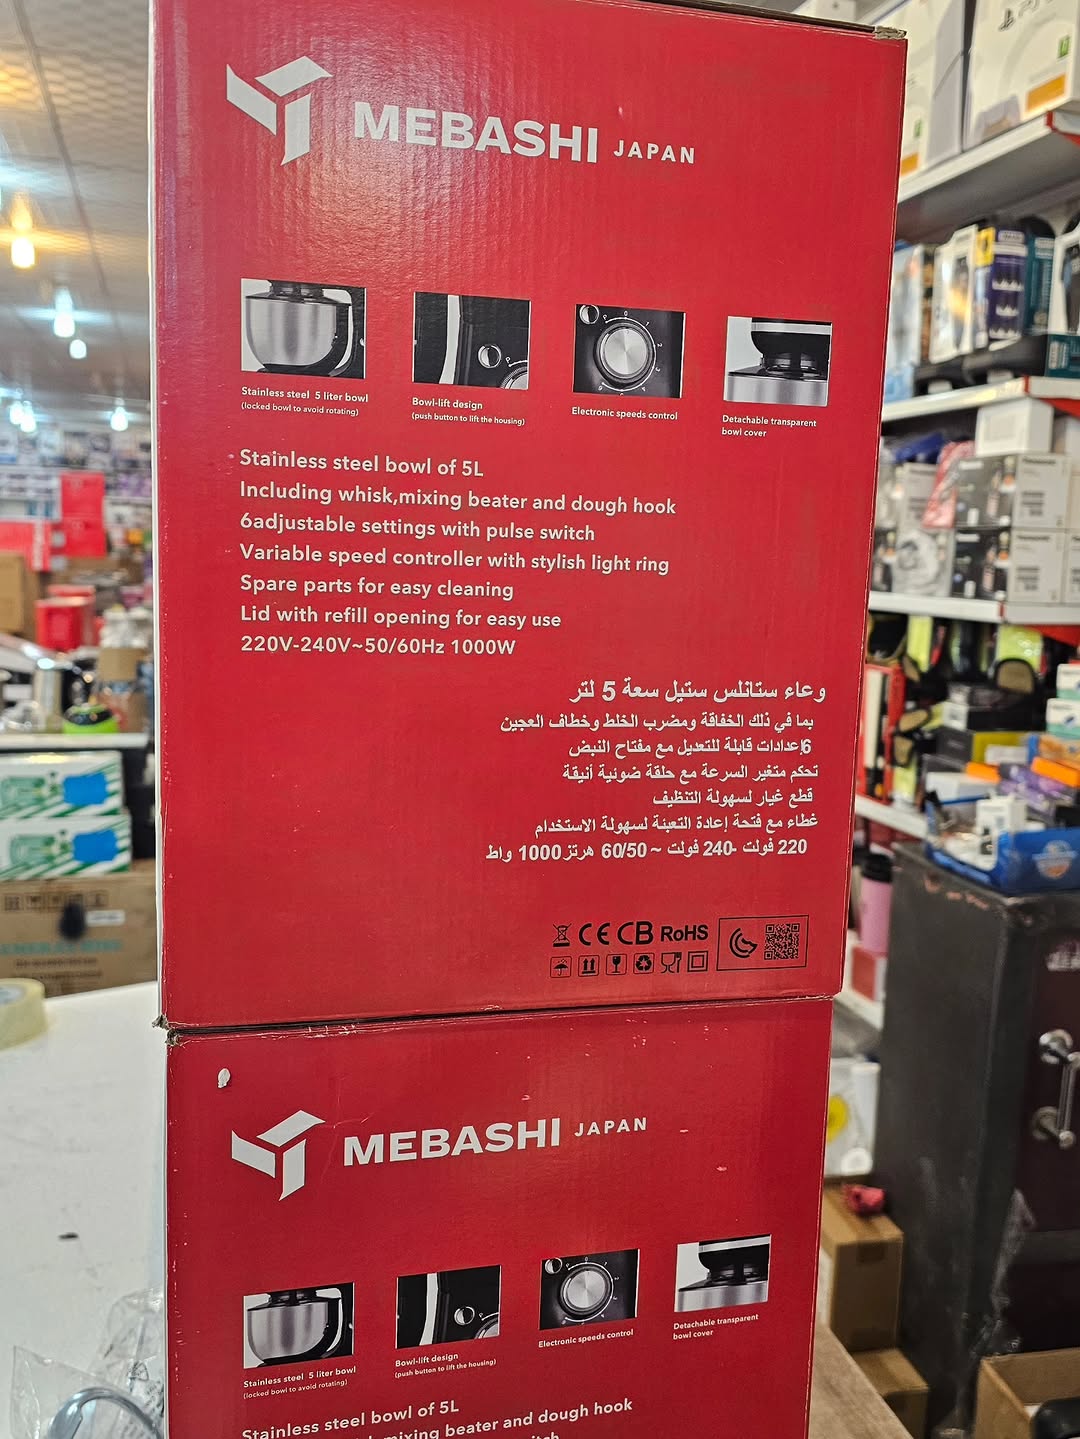 MEBASHI JAPAN
Stainless steel 5 liter bowl
(locked bowl to avoid rotating)
Bowl-lift design
(push button to lift the housing)
Electronic speeds control
Detachable transparent
bowl cover
Stainless steel bowl of 5L
Including whisk,mixing beater and dough hook
6adjustable settings with pulse switch
Variable speed controller with stylish light ring
Spare parts for easy cleaning
Lid with refill opening for easy use
220V-240V~50/60Hz 1000W
وعاء ستانلس ستيل سعة 5 لتر
بما في ذلك الخفاقة ومضرب الخلط وخطاف العجين
6إعدادات قابلة للتعديل مع مفتاح النبض
تحكم متغير السرعة مع حلقة ضوئية أنيقة
قطع غيار لسهولة التنظيف
غطاء مع فتحة إعادة التعبئة لسهولة الاستخدام
220 فولت -240 فولت ~ 60/50 هرتز1000 واط
CE CB RoHS
MEBASHI JAPAN
Stainless steel 5 liter bowl
(locked bowl to avoid rotating)
Bowl-lift design
(push button to lift the housing)
Electronic speeds control
Detachable transparent
bowl cover
Stainless steel bowl of 5L
mixing beater and dough hook